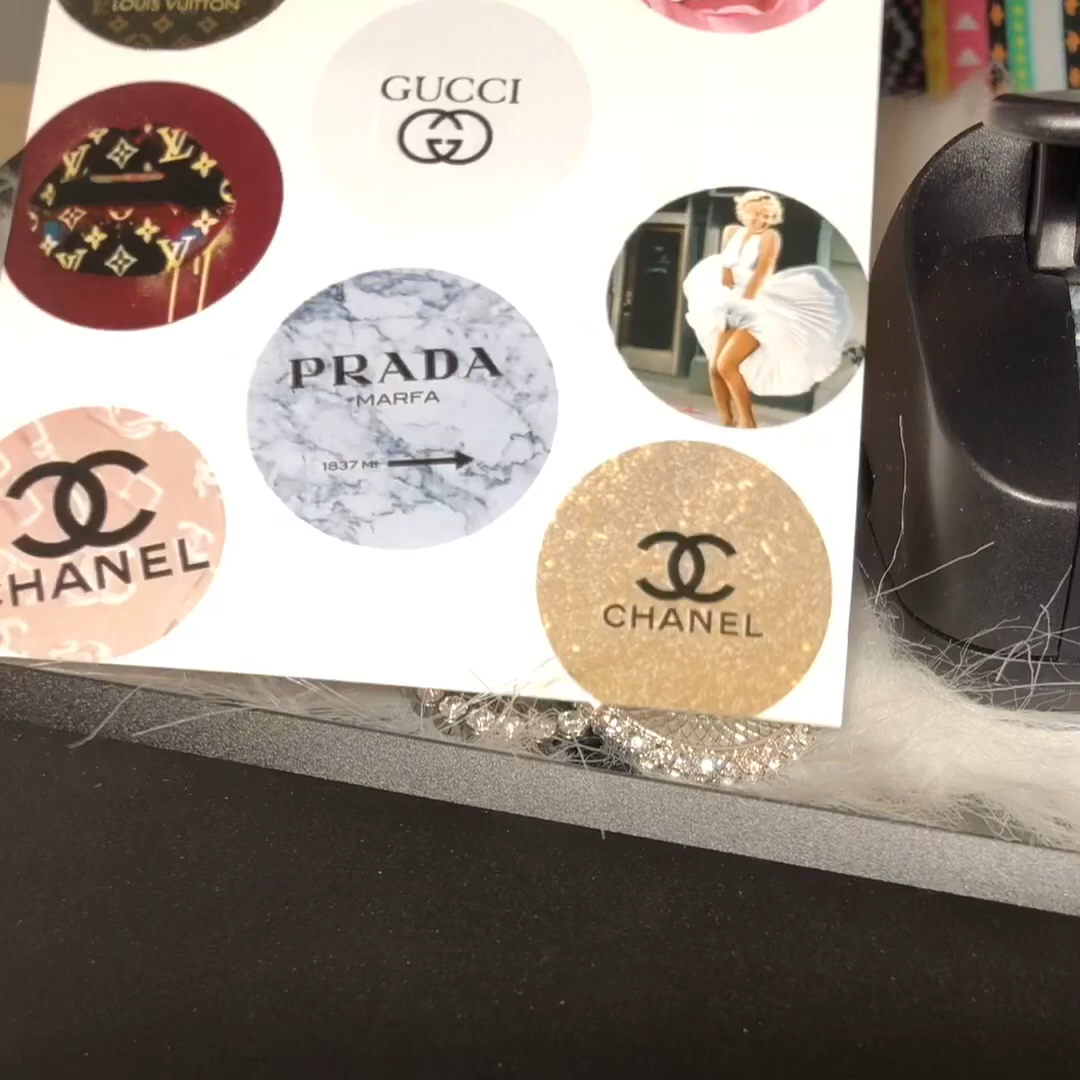 LOUIS VUITTON
GUCCI
PRADA
MARFA
1837 MI
CHANEL
CHANEL